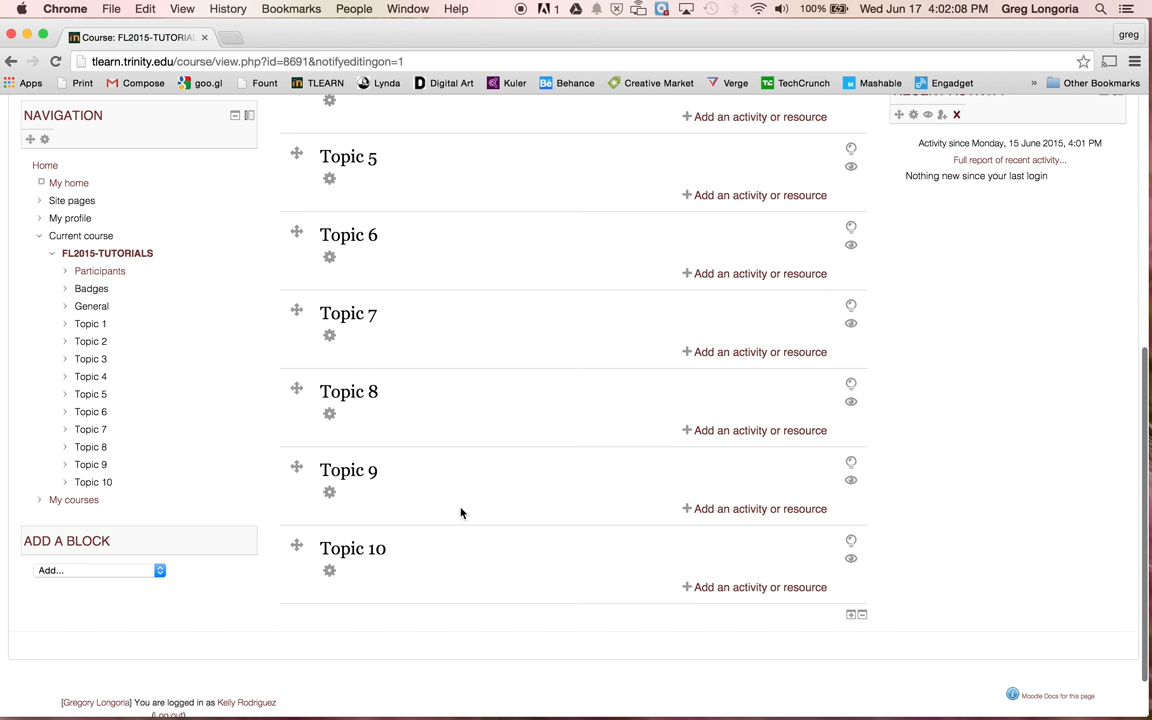 Chrome File Edit View History Bookmarks People Window Help 1 100% Wed Jun 17 4:02:08 PM Greg Longoria
Course: FL2015-TUTORIA × greg
tlearn.trinity.edu/course/view.php?id=8691&notifyeditingon=1
Apps Print Compose goo.gl Fount TLEARN Lynda Digital Art Kuler Behance Creative Market Verge TechCrunch Mashable Engadget » Other Bookmarks
RECENT ACTIVITY
NAVIGATION
Activity since Monday, 15 June 2015, 4:01 PM
Full report of recent activity...
Nothing new since your last login
Home
My home
Site pages
My profile
Current course
FL2015-TUTORIALS
Participants
Badges
General
Topic 1
Topic 2
Topic 3
Topic 4
Topic 5
Topic 6
Topic 7
Topic 8
Topic 9
Topic 10
My courses
ADD A BLOCK
Add...
Add an activity or resource
Topic 5
Add an activity or resource
Topic 6
Add an activity or resource
Topic 7
Add an activity or resource
Topic 8
Add an activity or resource
Topic 9
Add an activity or resource
Topic 10
Add an activity or resource
[Gregory Longoria] You are logged in as Kelly Rodriguez
(Log out)
Moodle Docs for this page